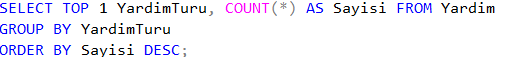 SELECT TOP 1 YardimTuru, COUNT(*) AS Sayisi FROM Yardim
GROUP BY YardimTuru
ORDER BY Sayisi DESC;